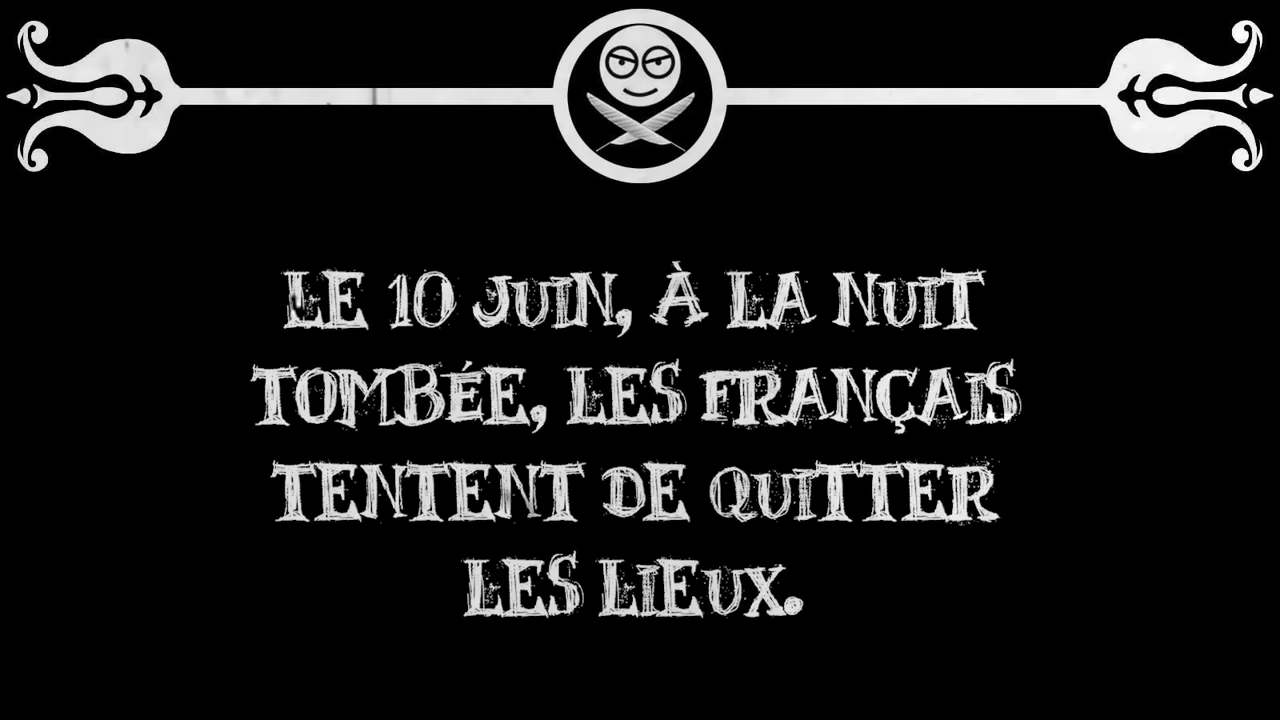 LE 10 JUIN, À LA NUIT
TOMBÉE, LES FRANÇAIS
TENTENT DE QUITTER
LES LIEUX.